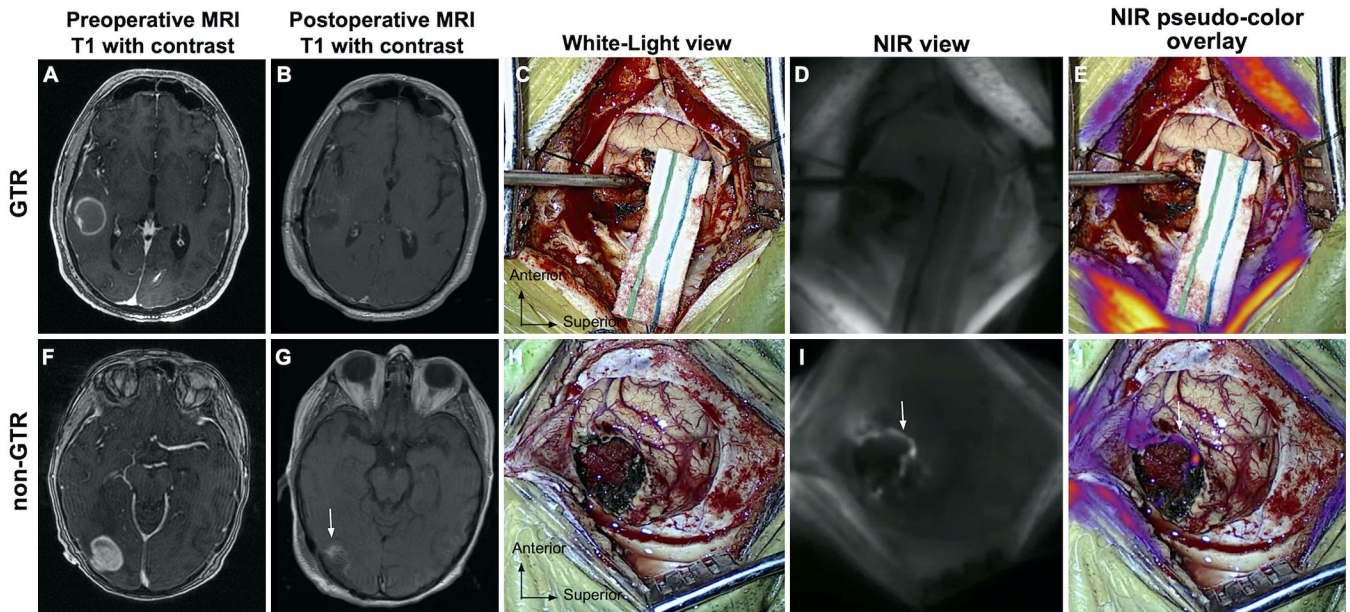 Preoperative MRI
T1 with contrast
Postoperative MRI
T1 with contrast
White-Light view
NIR view
NIR pseudo-color
overlay
GTR
A
B
C
D
E
Anterior
Superior
non-GTR
F
G
H
I
J
Anterior
Superior